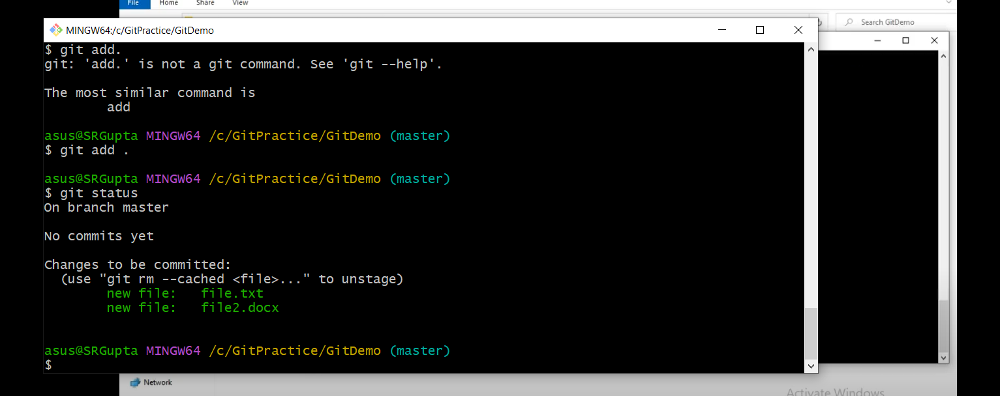 File Home Share View
Search GitDemo
MINGW64:/c/GitPractice/GitDemo
$ git add.
git: 'add.' is not a git command. See 'git --help'.
The most similar command is
add
asus@SRGupta MINGW64 /c/GitPractice/GitDemo (master)
$ git add .
asus@SRGupta MINGW64 /c/GitPractice/GitDemo (master)
$ git status
On branch master
No commits yet
Changes to be committed:
(use "git rm --cached <file>..." to unstage)
new file: file.txt
new file: file2.docx
asus@SRGupta MINGW64 /c/GitPractice/GitDemo (master)
$
Network
Activate Windows